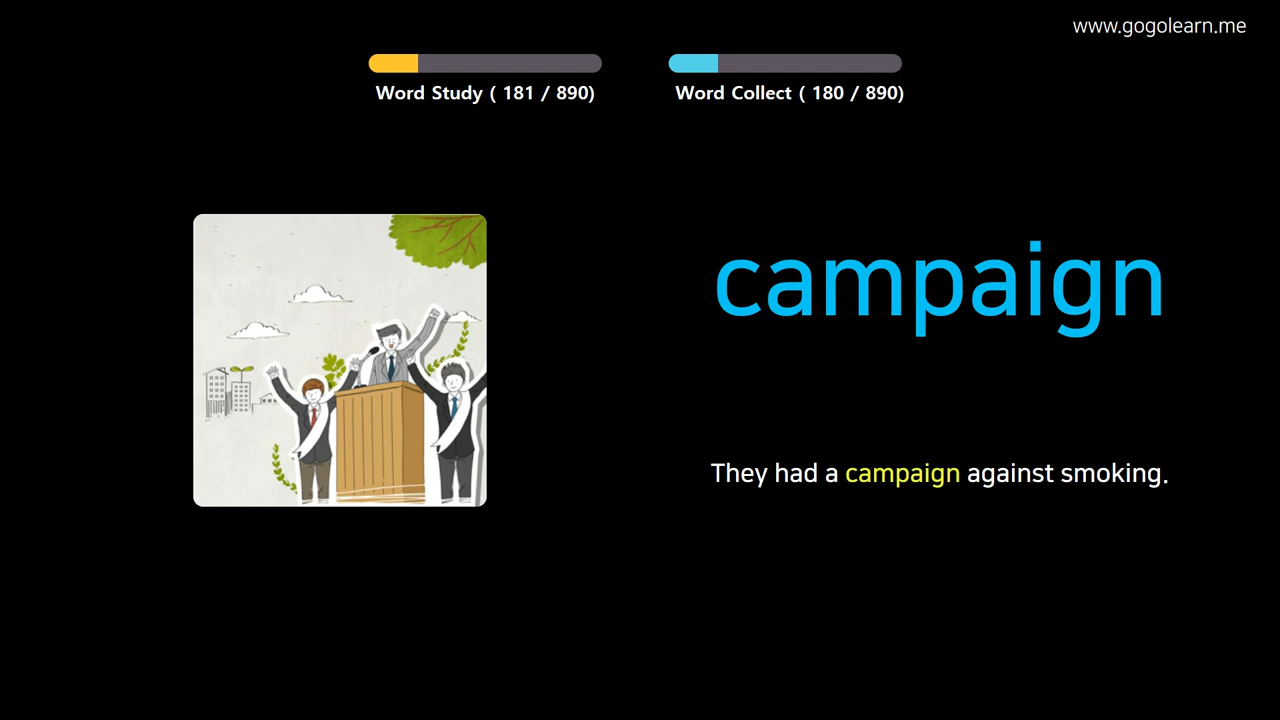 www.gogolearn.me
Word Study ( 181 / 890)
Word Collect ( 180 / 890)
campaign
They had a campaign against smoking.